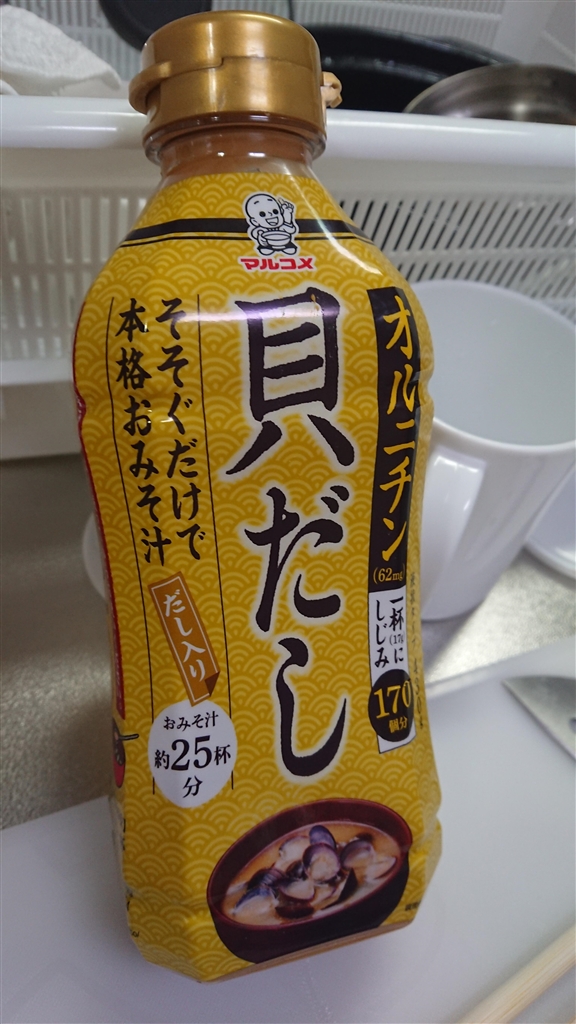 マルコメ
オルニチン
(62mg)
一杯(17g)に
しじみ
170
個分
貝だし
そそぐだけで
本格おみそ汁
だし入り
おみそ汁
約25杯
分